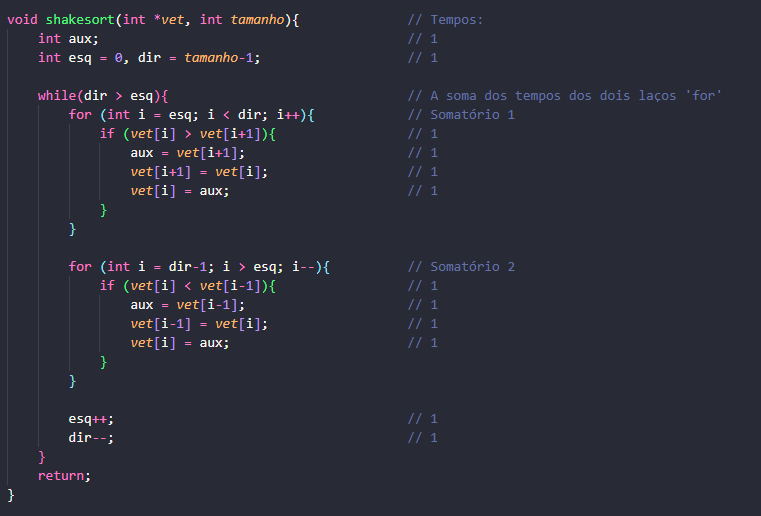 void shakesort(int *vet, int tamanho){ // Tempos:
int aux; // 1
int esq = 0, dir = tamanho-1; // 1
while(dir > esq){ // A soma dos tempos dos dois laços 'for'
for (int i = esq; i < dir; i++){ // Somatório 1
if (vet[i] > vet[i+1]){ // 1
aux = vet[i+1]; // 1
vet[i+1] = vet[i]; // 1
vet[i] = aux; // 1
}
}
for (int i = dir-1; i > esq; i--){ // Somatório 2
if (vet[i] < vet[i-1]){ // 1
aux = vet[i-1]; // 1
vet[i-1] = vet[i]; // 1
vet[i] = aux; // 1
}
}
esq++; // 1
dir--; // 1
}
return;
}